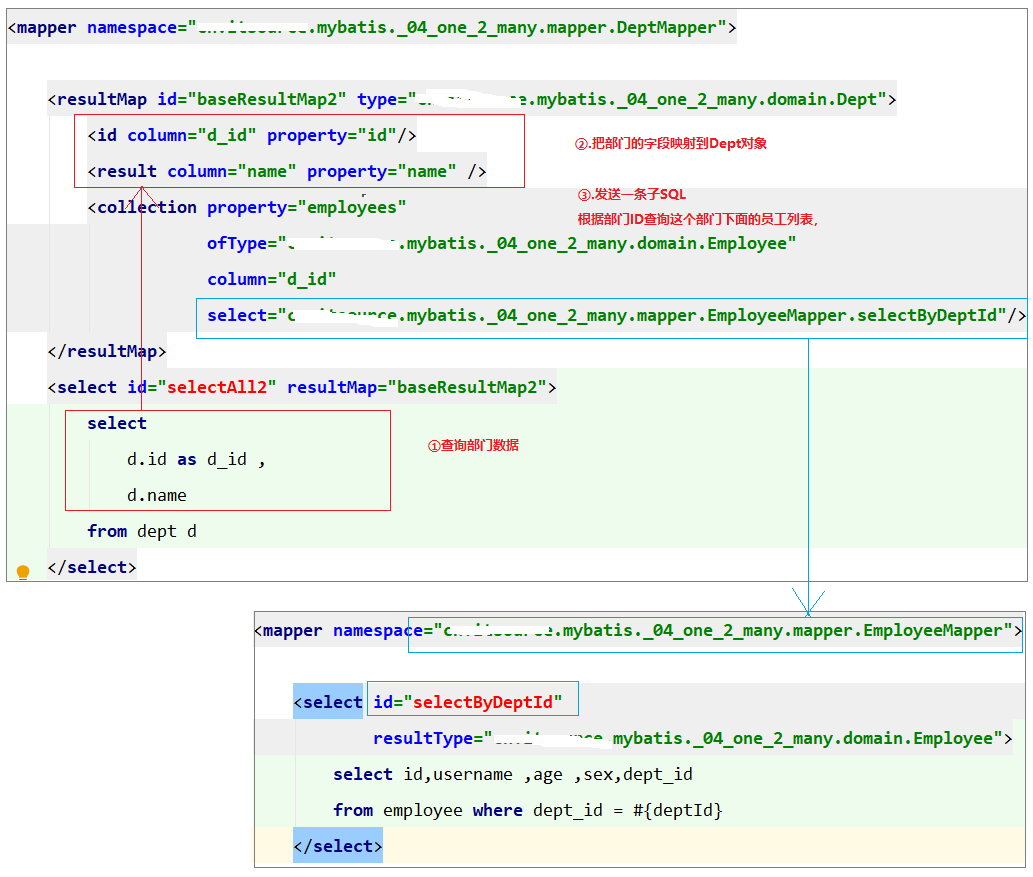 <mapper namespace=" .mybatis._04_one_2_many.mapper.DeptMapper">
<resultMap id="baseResultMap2" type=" .mybatis._04_one_2_many.domain.Dept">
<id column="d_id" property="id"/>
②.把部门的字段映射到Dept对象
<result column="name" property="name" />
③.发送一条子SQL
<collection property="employees"
根据部门ID查询这个部门下面的员工列表，
ofType=" .mybatis._04_one_2_many.domain.Employee"
column="d_id"
select=" .mybatis._04_one_2_many.mapper.EmployeeMapper.selectByDeptId"/>
</resultMap>
<select id="selectAll2" resultMap="baseResultMap2">
select
①查询部门数据
d.id as d_id ,
d.name
from dept d
</select>
<mapper namespace=" .mybatis._04_one_2_many.mapper.EmployeeMapper">
<select id="selectByDeptId"
resultType=" .mybatis._04_one_2_many.domain.Employee">
select id,username ,age ,sex,dept_id
from employee where dept_id = #{deptId}
</select>